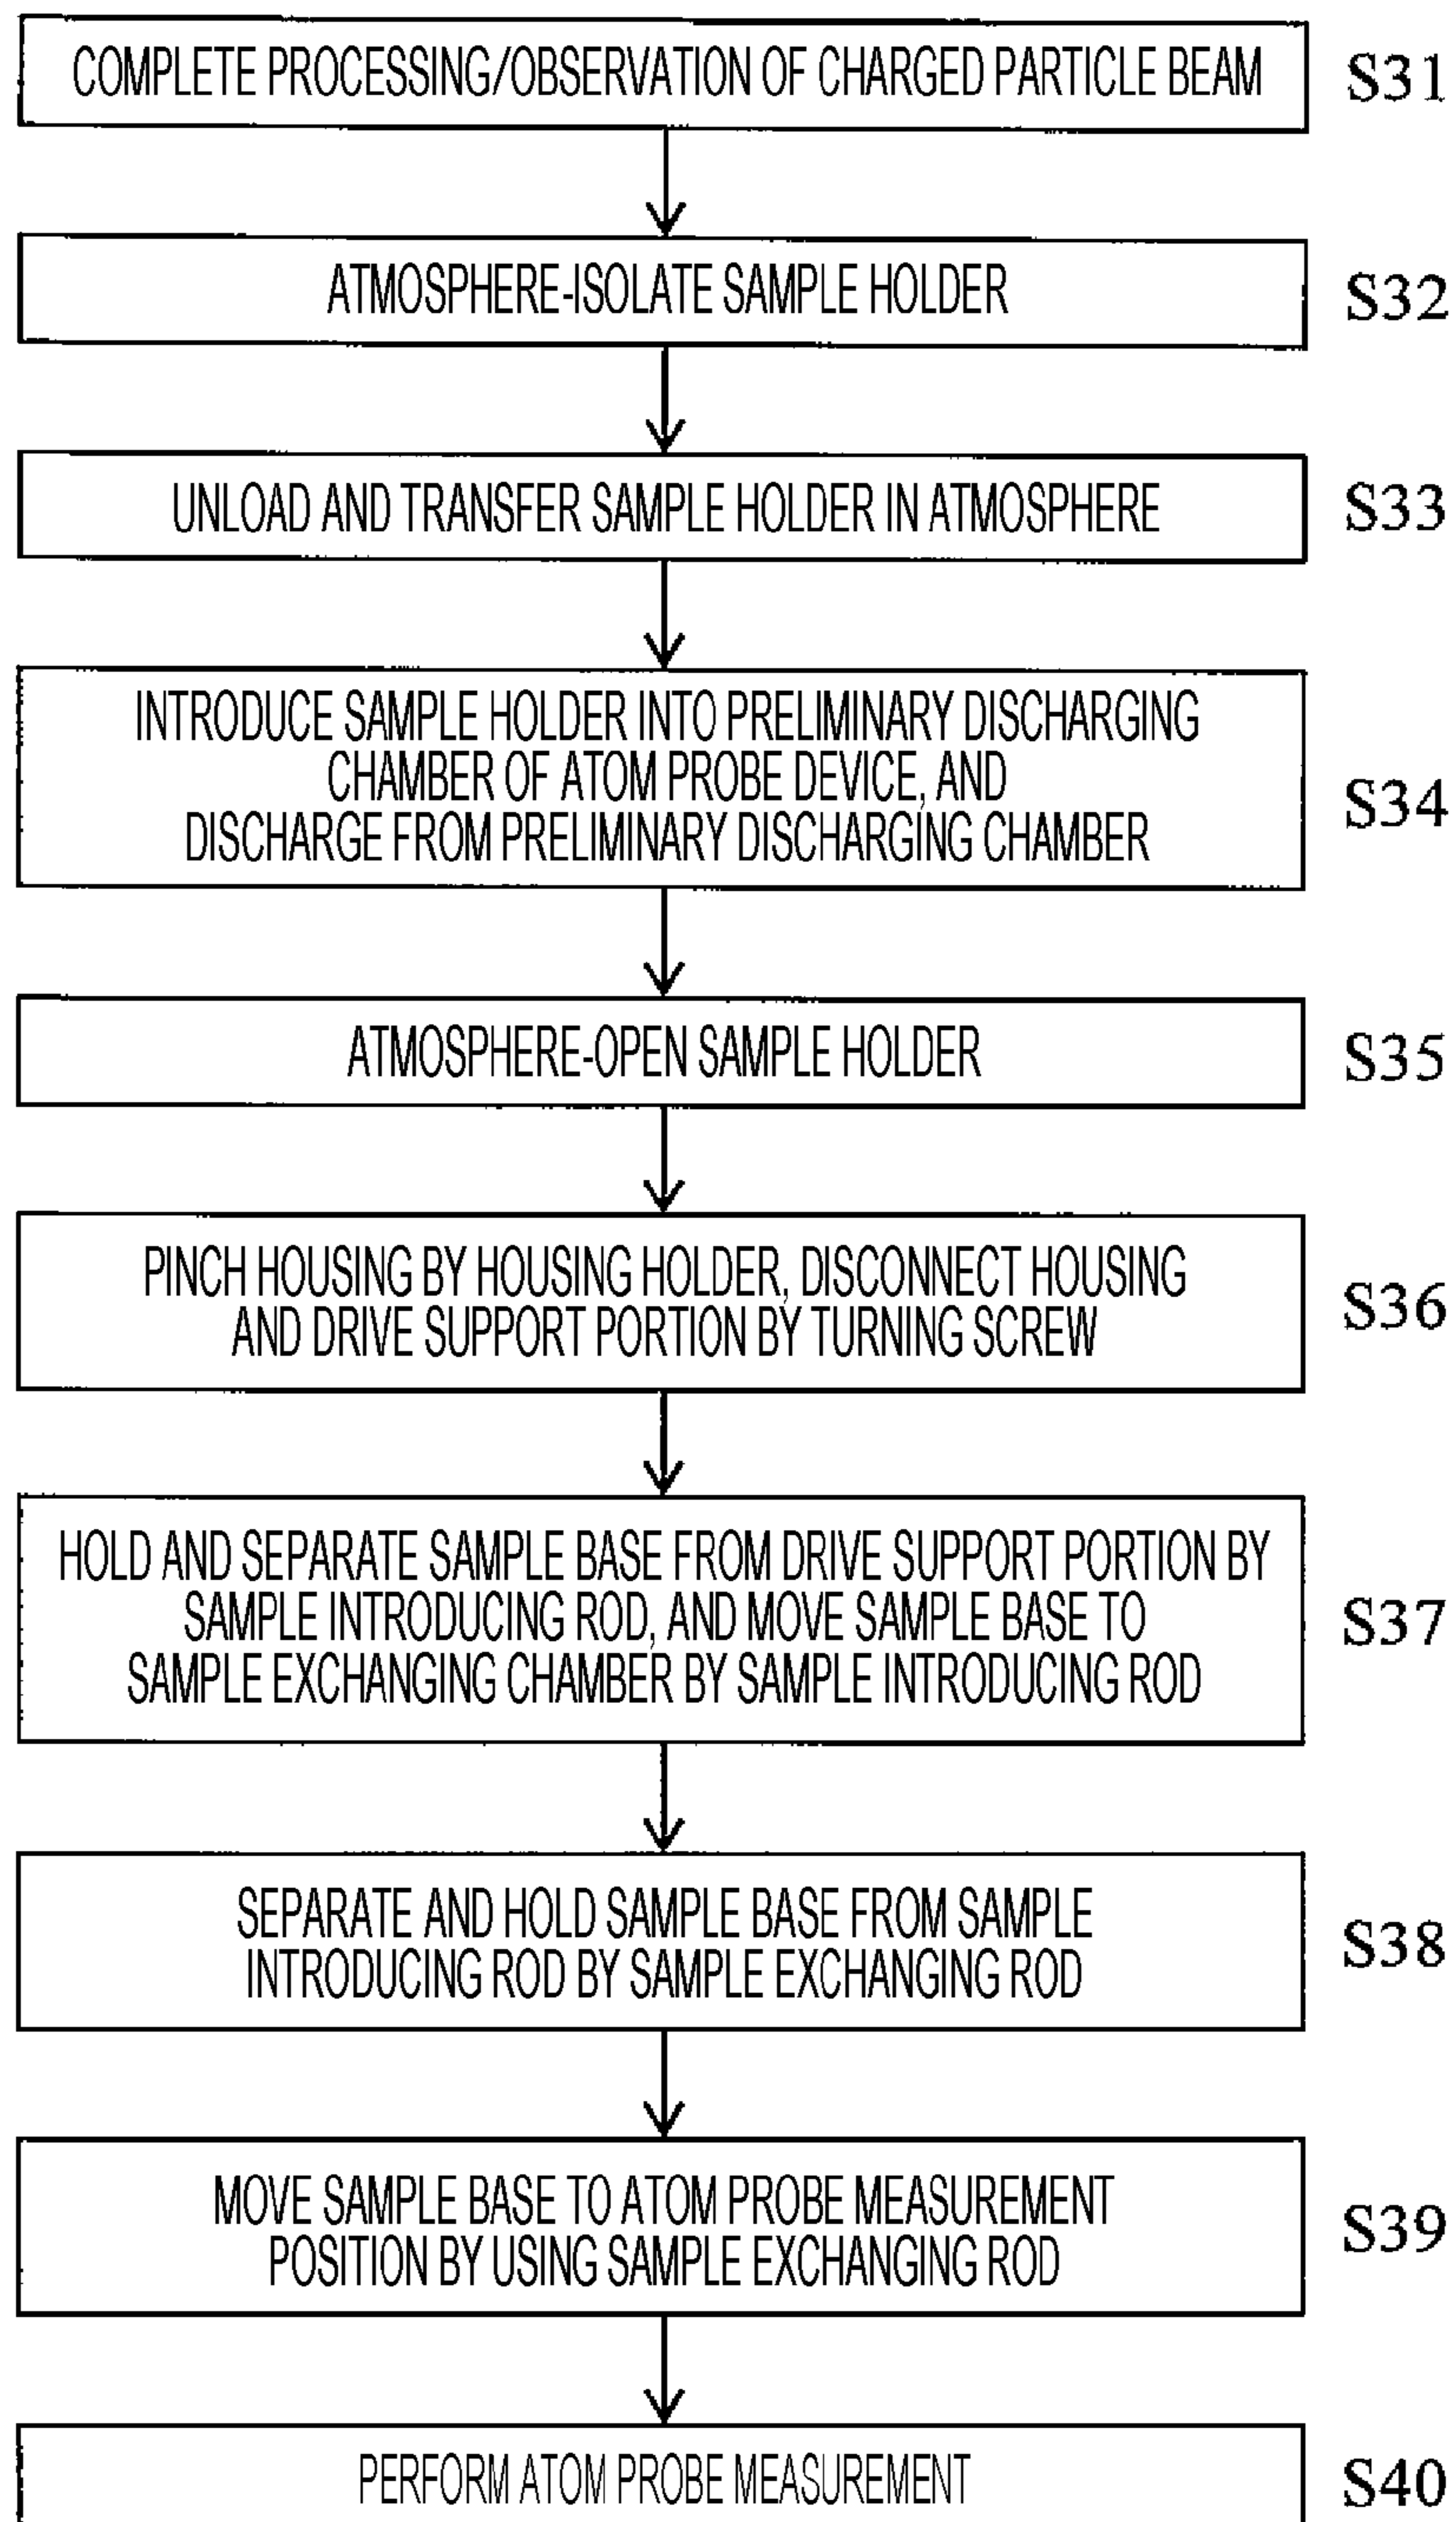 COMPLETE PROCESSING/OBSERVATION OF CHARGED PARTICLE BEAM
S31
ATMOSPHERE-ISOLATE SAMPLE HOLDER
S32
UNLOAD AND TRANSFER SAMPLE HOLDER IN ATMOSPHERE
S33
INTRODUCE SAMPLE HOLDER INTO PRELIMINARY DISCHARGING
CHAMBER OF ATOM PROBE DEVICE, AND
DISCHARGE FROM PRELIMINARY DISCHARGING CHAMBER
S34
ATMOSPHERE-OPEN SAMPLE HOLDER
S35
PINCH HOUSING BY HOUSING HOLDER, DISCONNECT HOUSING
AND DRIVE SUPPORT PORTION BY TURNING SCREW
S36
HOLD AND SEPARATE SAMPLE BASE FROM DRIVE SUPPORT PORTION BY
SAMPLE INTRODUCING ROD, AND MOVE SAMPLE BASE TO
SAMPLE EXCHANGING CHAMBER BY SAMPLE INTRODUCING ROD
S37
SEPARATE AND HOLD SAMPLE BASE FROM SAMPLE
INTRODUCING ROD BY SAMPLE EXCHANGING ROD
S38
MOVE SAMPLE BASE TO ATOM PROBE MEASUREMENT
POSITION BY USING SAMPLE EXCHANGING ROD
S39
PERFORM ATOM PROBE MEASUREMENT
S40